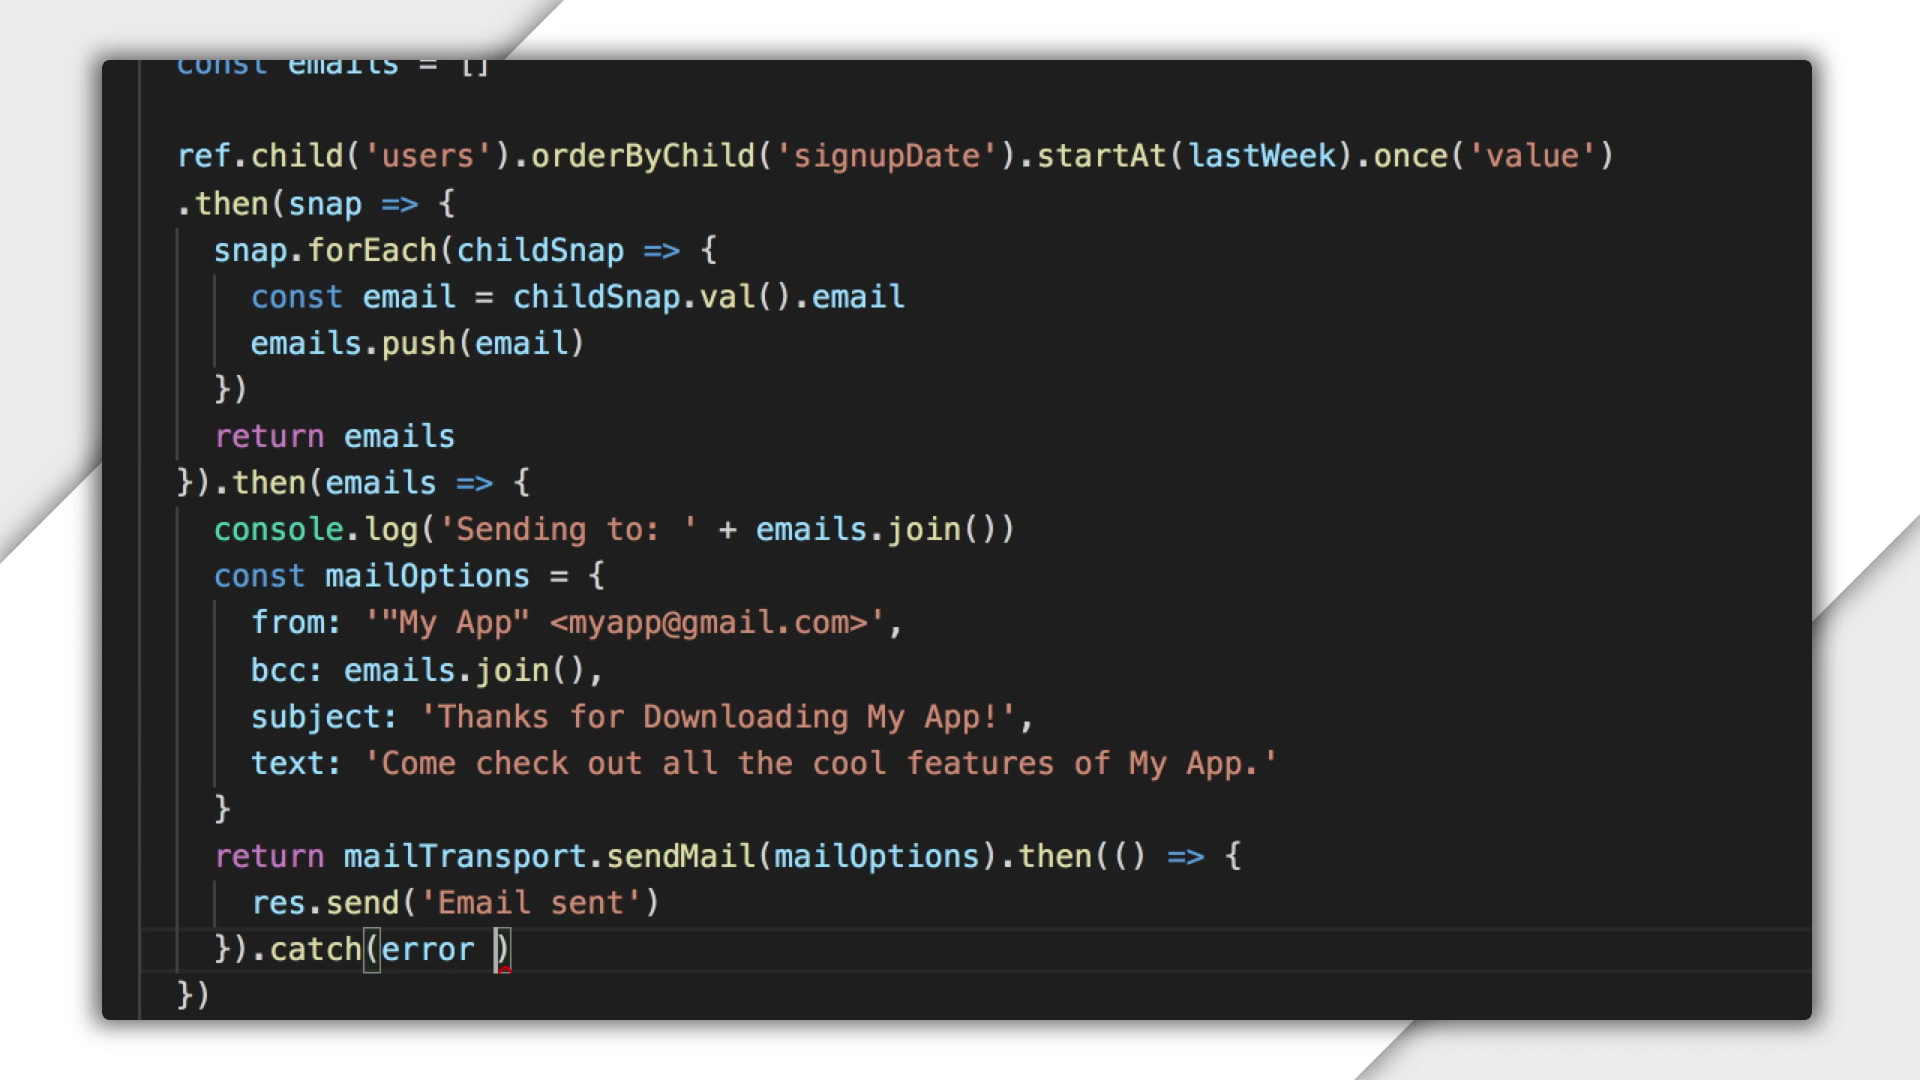 const emails = []
ref.child('users').orderByChild('signupDate').startAt(lastWeek).once('value')
.then(snap => {
snap.forEach(childSnap => {
const email = childSnap.val().email
emails.push(email)
})
return emails
}).then(emails => {
console.log('Sending to: ' + emails.join())
const mailOptions = {
from: '"My App" <myapp@gmail.com>',
bcc: emails.join(),
subject: 'Thanks for Downloading My App!',
text: 'Come check out all the cool features of My App.'
}
return mailTransport.sendMail(mailOptions).then(() => {
res.send('Email sent')
}).catch(error )
})